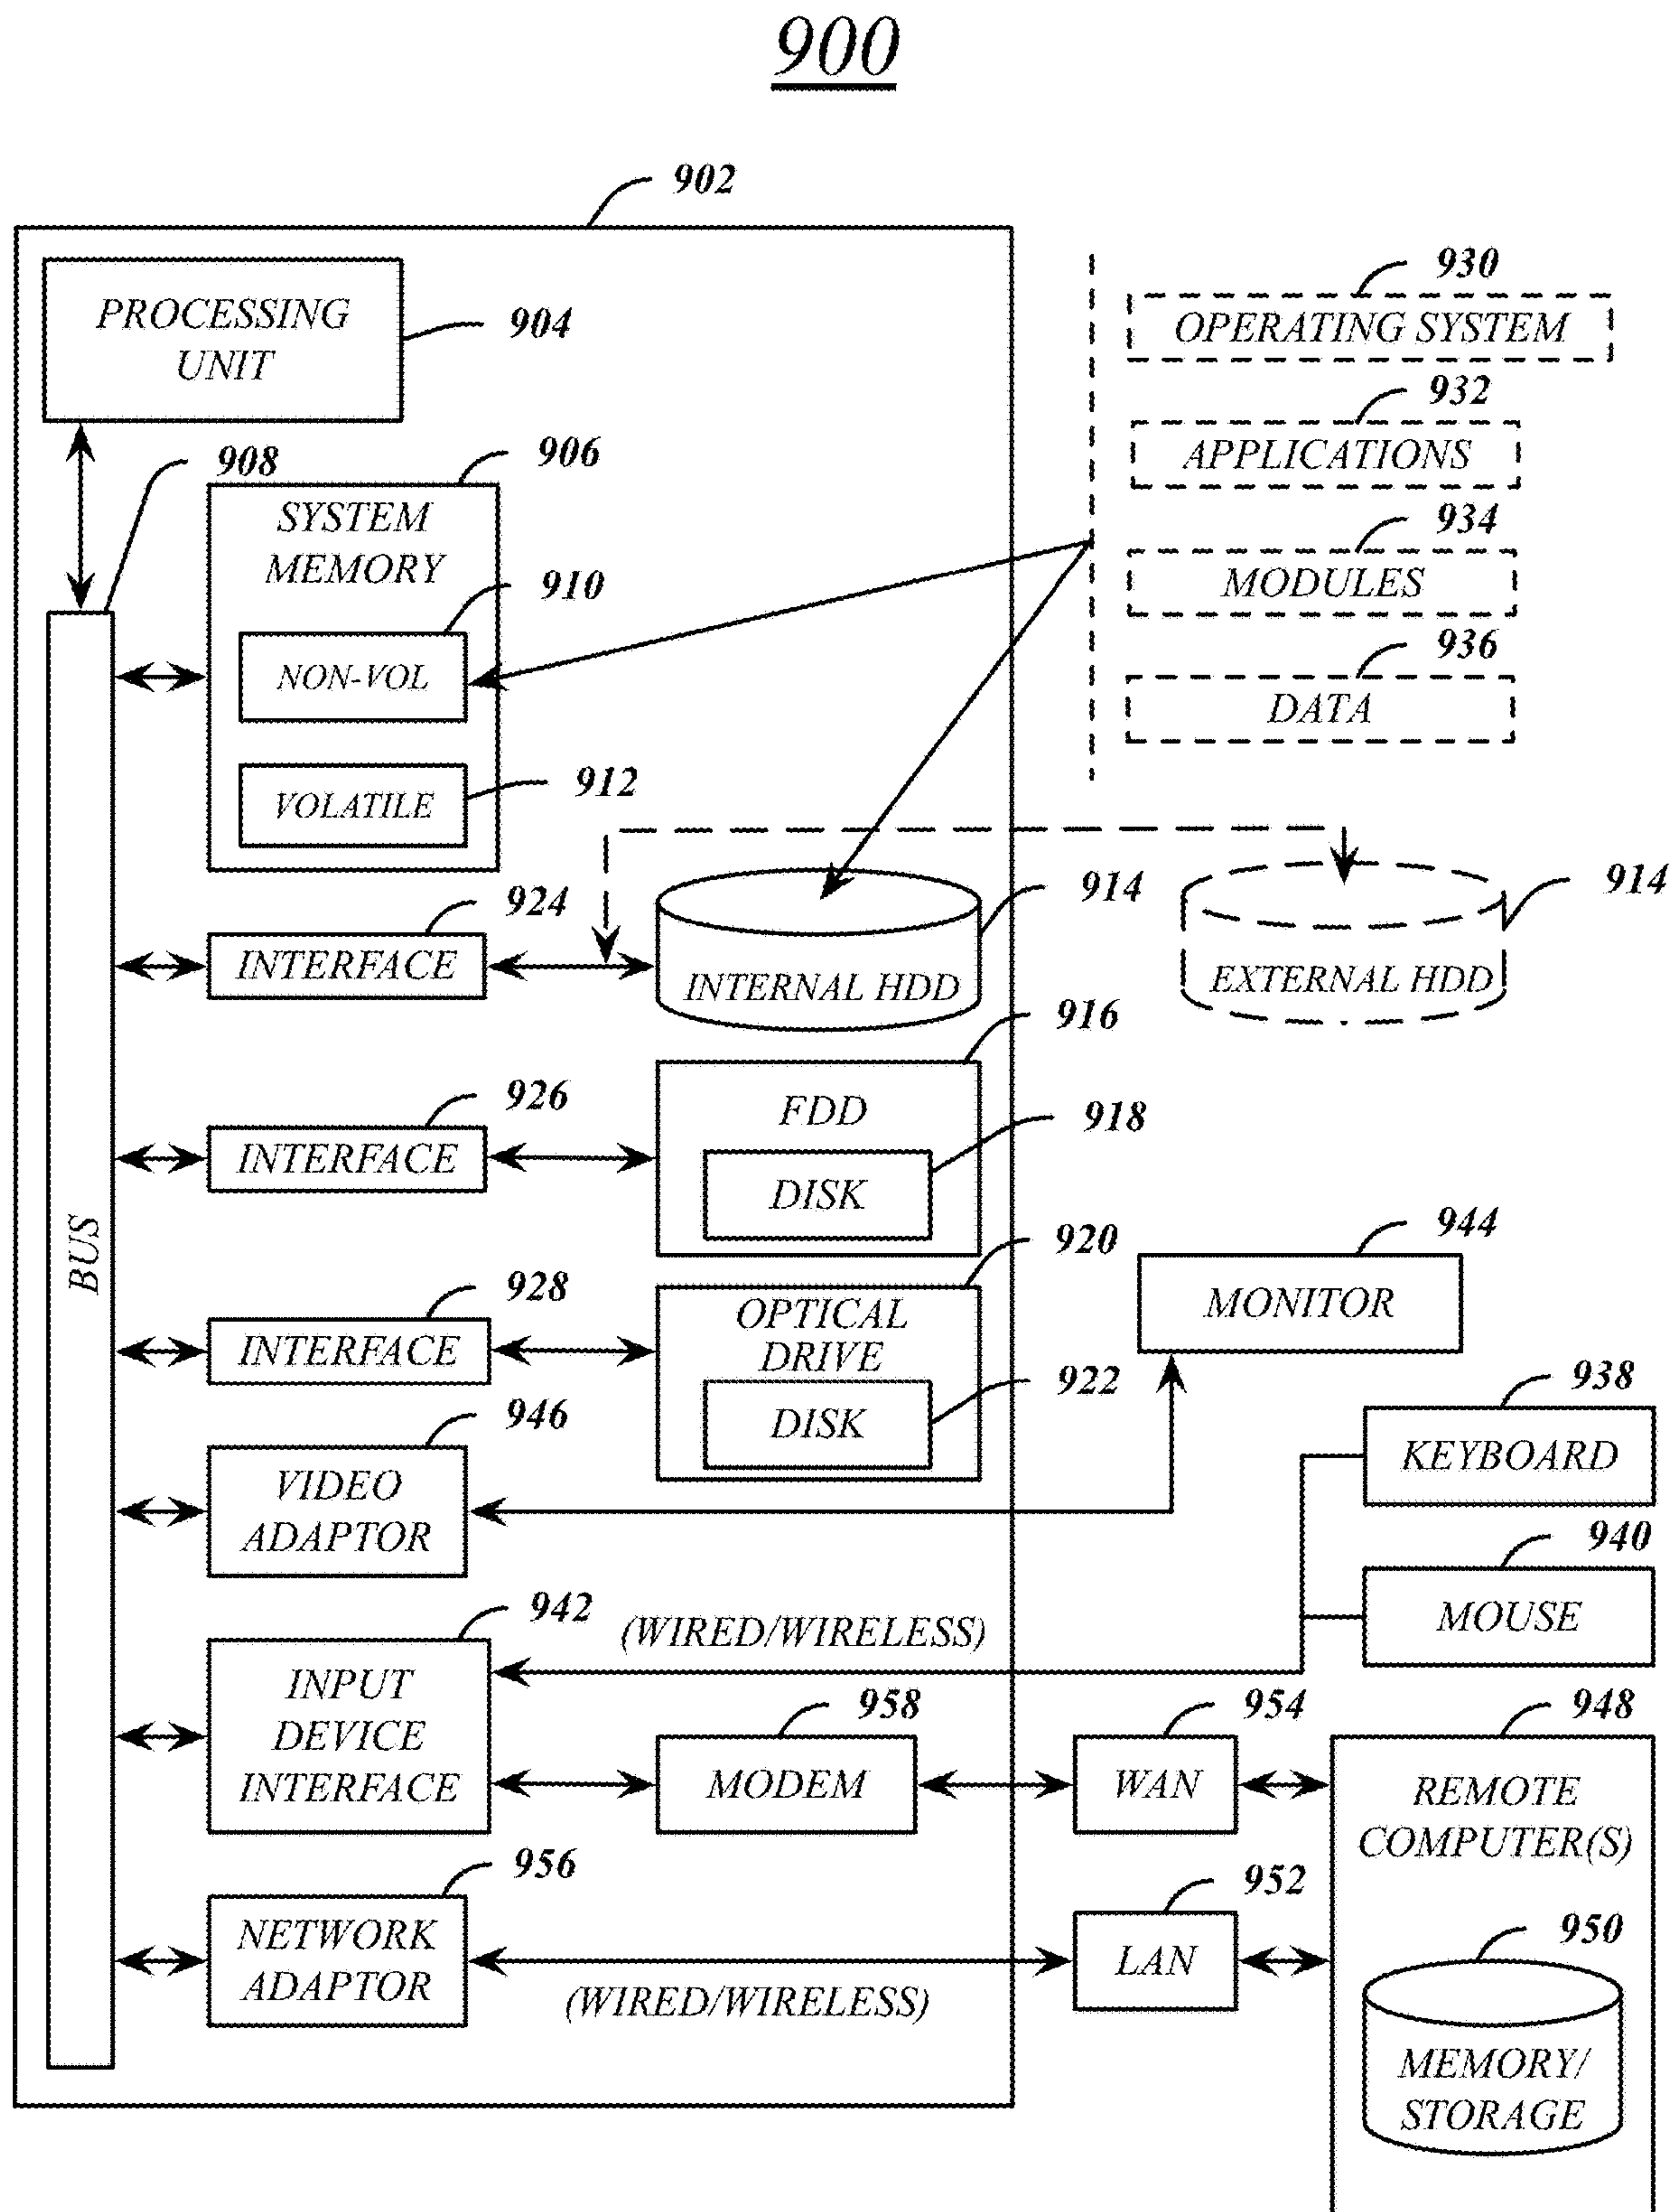 900
902
PROCESSING
UNIT
904
930
OPERATING SYSTEM
932
APPLICATIONS
934
MODULES
936
DATA
908
906
SYSTEM
MEMORY
910
NON-VOL
912
VOLATILE
924
INTERFACE
914
INTERNAL HDD
914
EXTERNAL HDD
916
FDD
918
DISK
926
INTERFACE
BUS
920
OPTICAL
DRIVE
922
DISK
928
INTERFACE
944
MONITOR
946
VIDEO
ADAPTOR
938
KEYBOARD
940
MOUSE
942
INPUT
DEVICE
INTERFACE
(WIRED/WIRELESS)
958
MODEM
954
WAN
948
REMOTE
COMPUTER(S)
956
NETWORK
ADAPTOR
(WIRED/WIRELESS)
952
LAN
950
MEMORY/
STORAGE